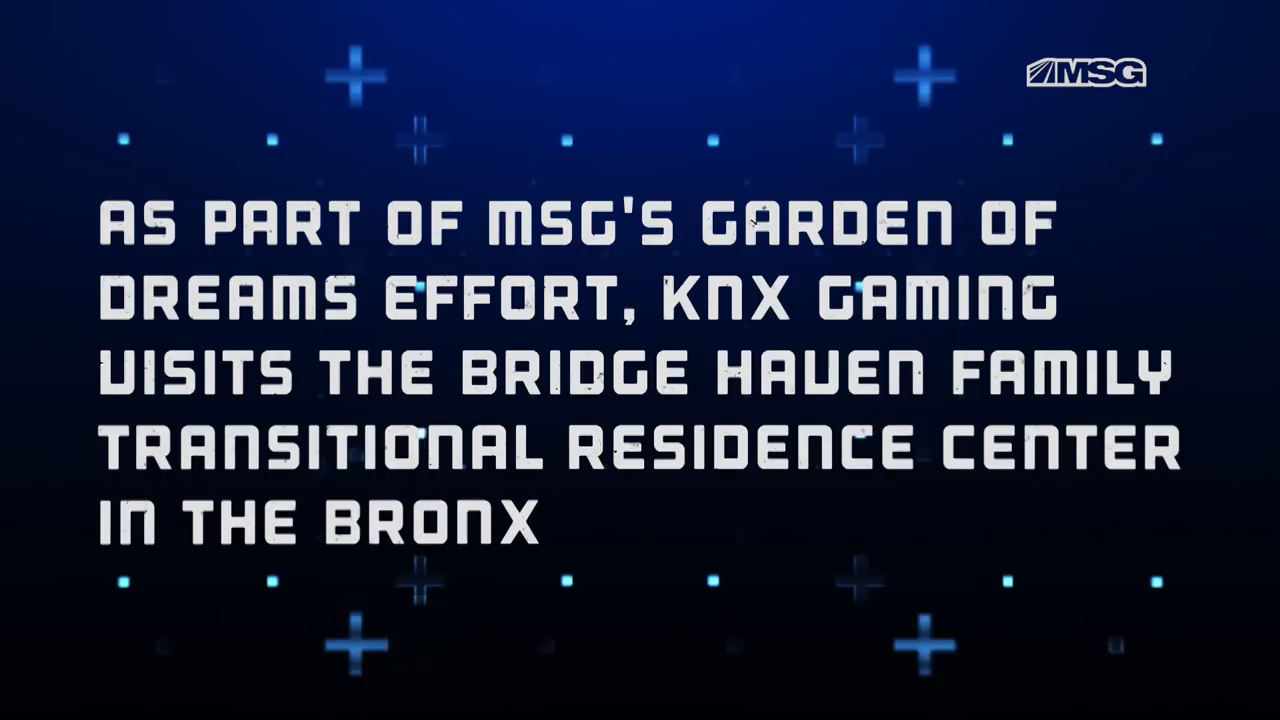 MSG
AS PART OF MSG'S GARDEN OF
DREAMS EFFORT, KNX GAMING
VISITS THE BRIDGE HAVEN FAMILY
TRANSITIONAL RESIDENCE CENTER
IN THE BRONX